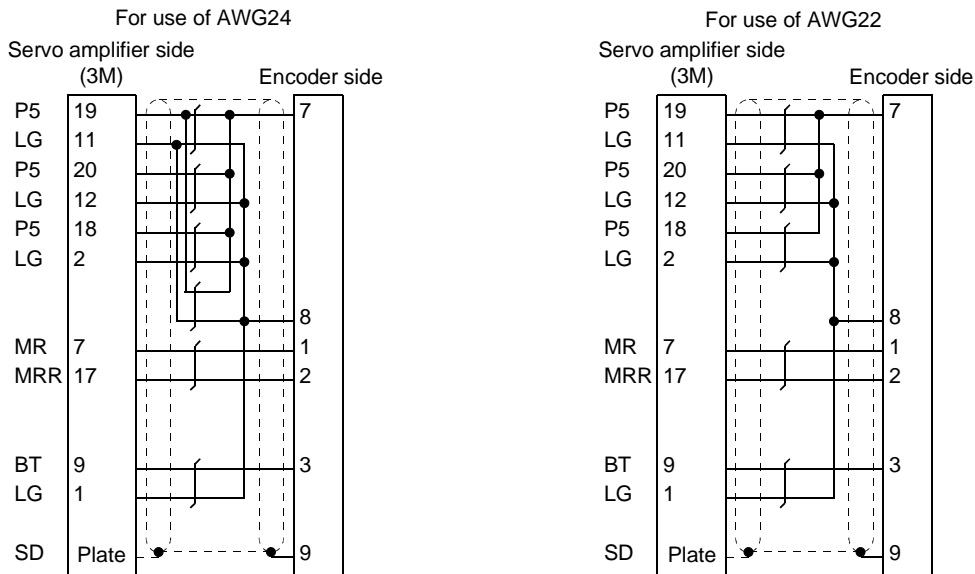 For use of AWG24
Servo amplifier side
(3M)
Encoder side
P5 19 7
LG 11
P5 20
LG 12
P5 18
LG 2
8
MR 7 1
MRR 17 2
BT 9 3
LG 1
SD Plate 9
For use of AWG22
Servo amplifier side
(3M)
Encoder side
P5 19 7
LG 11
P5 20
LG 12
P5 18
LG 2
8
MR 7 1
MRR 17 2
BT 9 3
LG 1
SD Plate 9